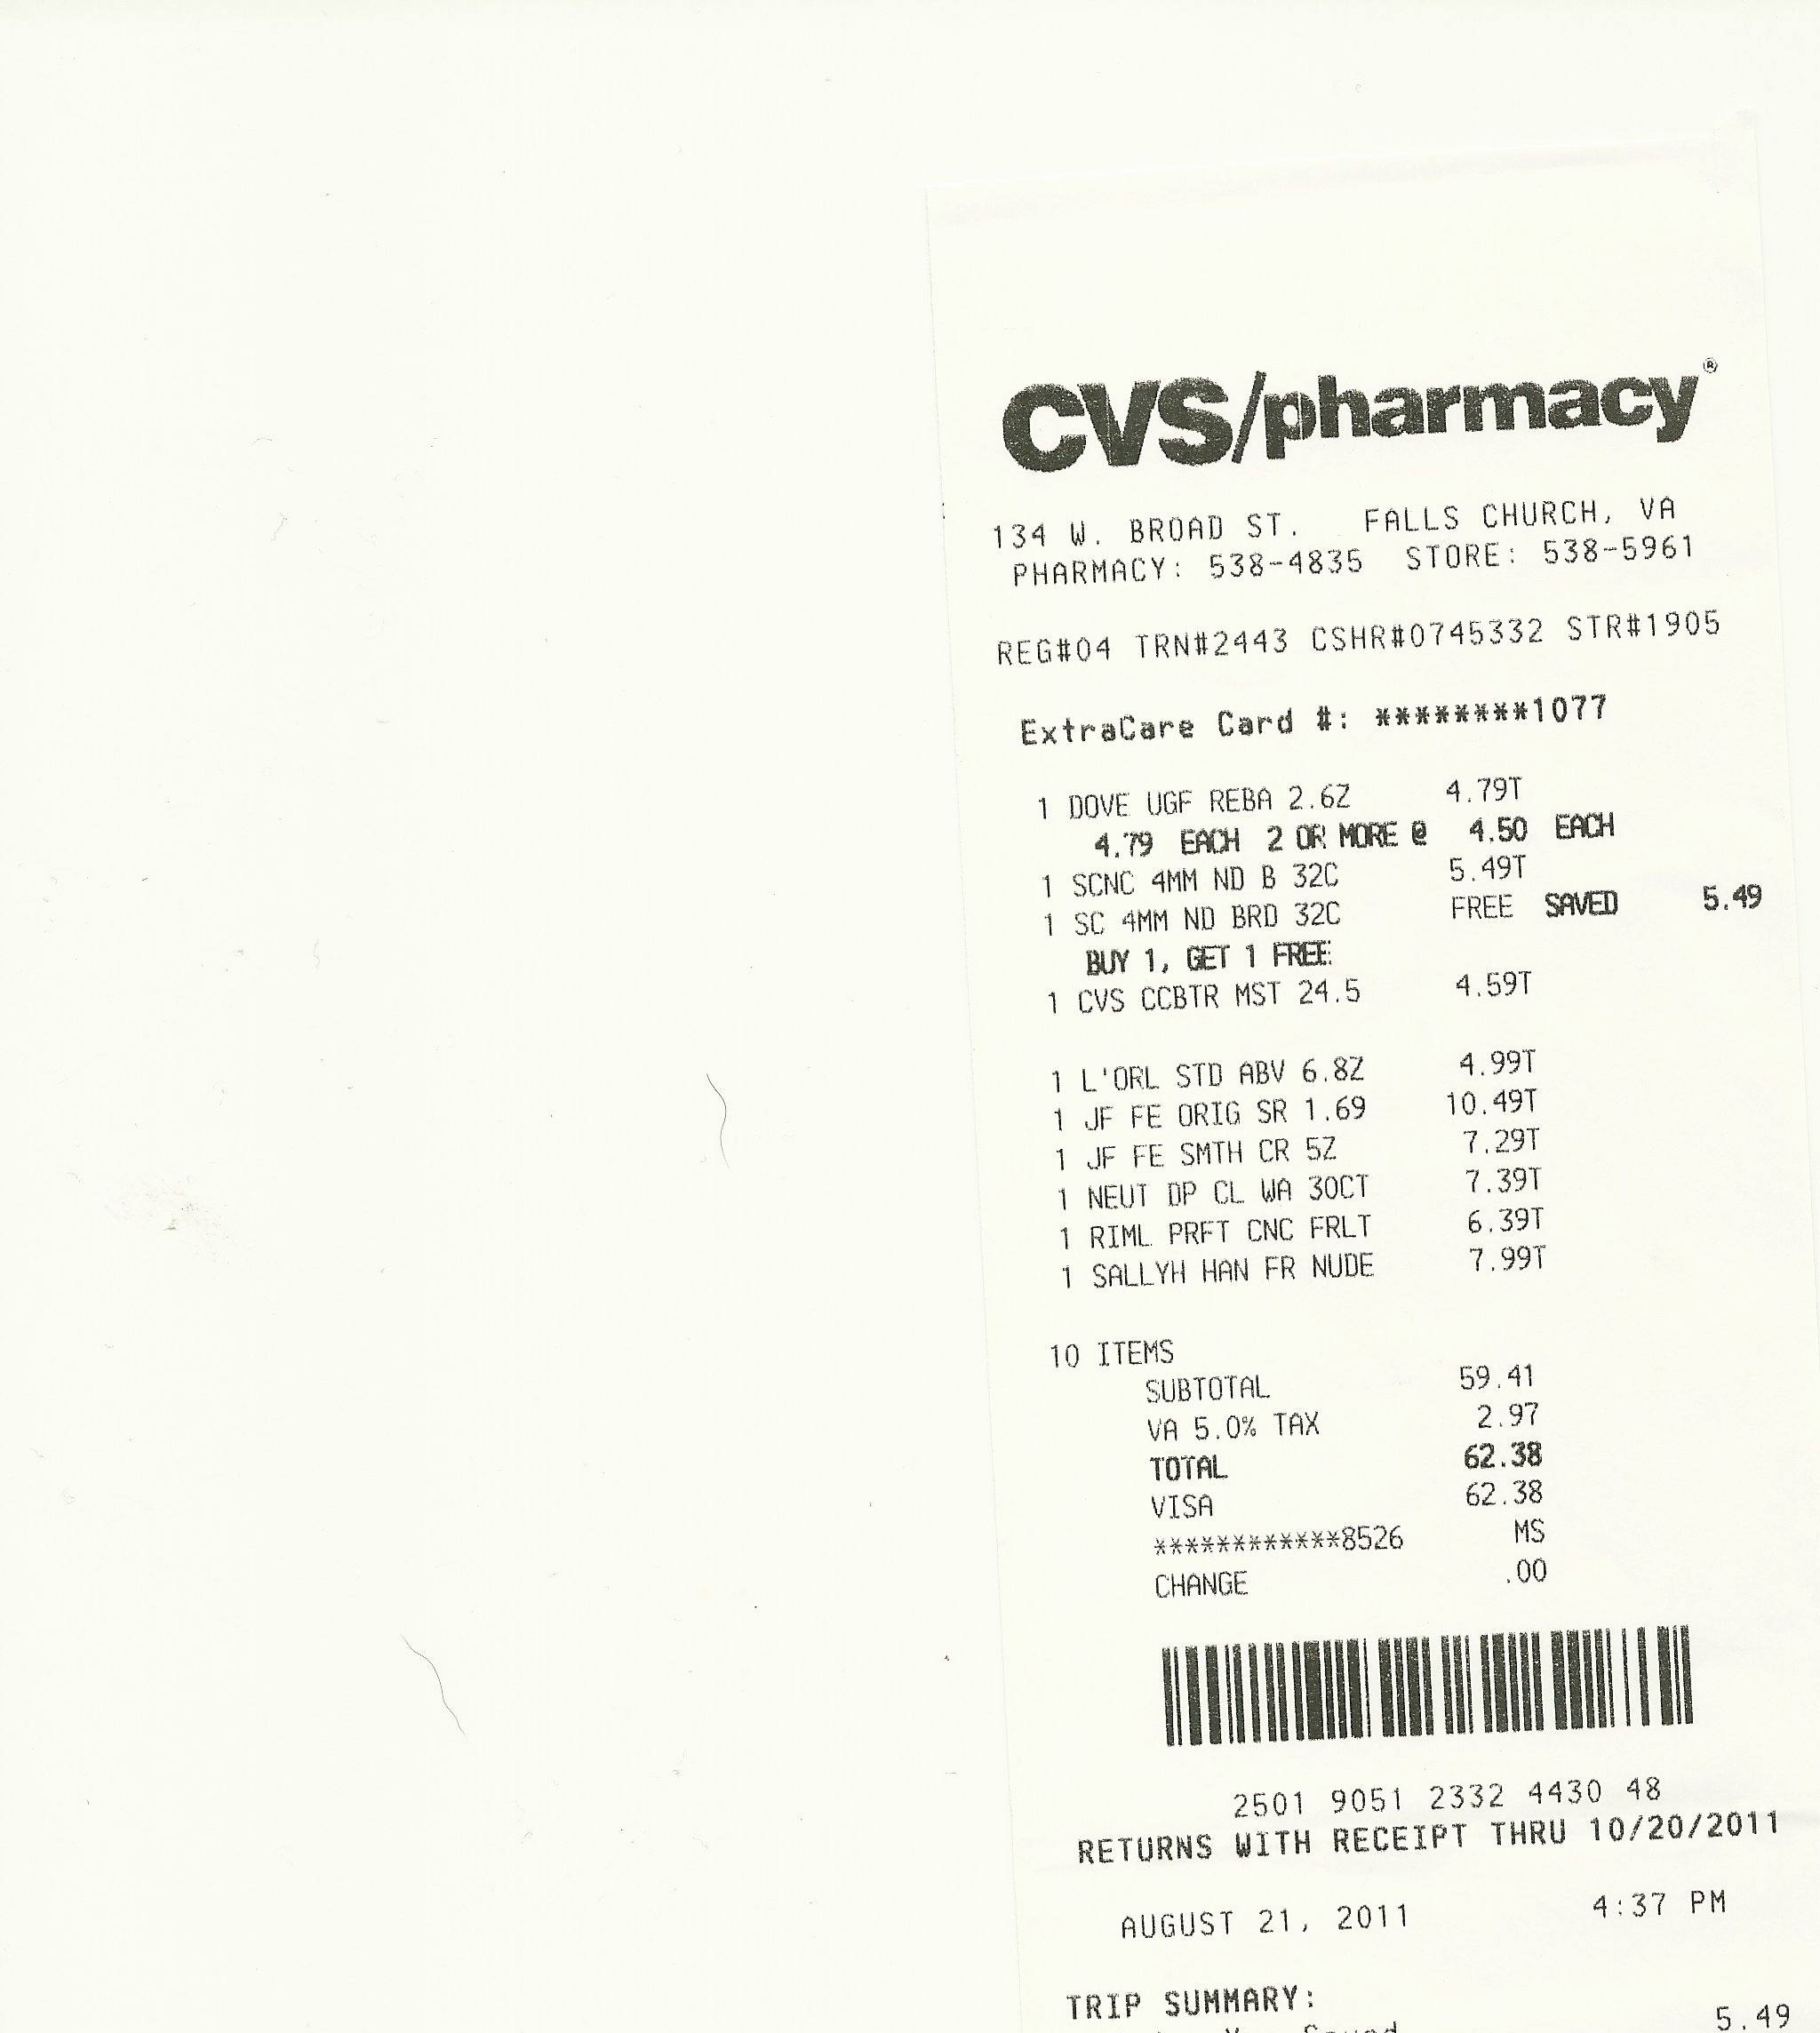 CVS/pharmacy®
134 W. BROAD ST. FALLS CHURCH, VA
PHARMACY: 538-4835 STORE: 538-5961
REG#04 TRN#2443 CSHR#0745332 STR#1905
ExtraCare Card #: ********1077
1 DOVE UGF REBA 2.6Z 4.79T
4.79 EACH 2 OR MORE @ 4.50 EACH
1 SCNC 4MM ND B 32C 5.49T
1 SC 4MM ND BRD 32C FREE SAVED 5.49
BUY 1, GET 1 FREE:
1 CVS CCBTR MST 24.5 4.59T
1 L'ORL STD ABV 6.8Z 4.99T
1 JF FE ORIG SR 1.69 10.49T
1 JF FE SMTH CR 5Z 7.29T
1 NEUT DP CL WA 30CT 7.39T
1 RIML PRFT CNC FRLT 6.39T
1 SALLYH HAN FR NUDE 7.99T
10 ITEMS
SUBTOTAL 59.41
VA 5.0% TAX 2.97
TOTAL 62.38
VISA 62.38
************8526 MS
CHANGE .00
2501 9051 2332 4430 48
RETURNS WITH RECEIPT THRU 10/20/2011
AUGUST 21, 2011 4:37 PM
TRIP SUMMARY:
5.49